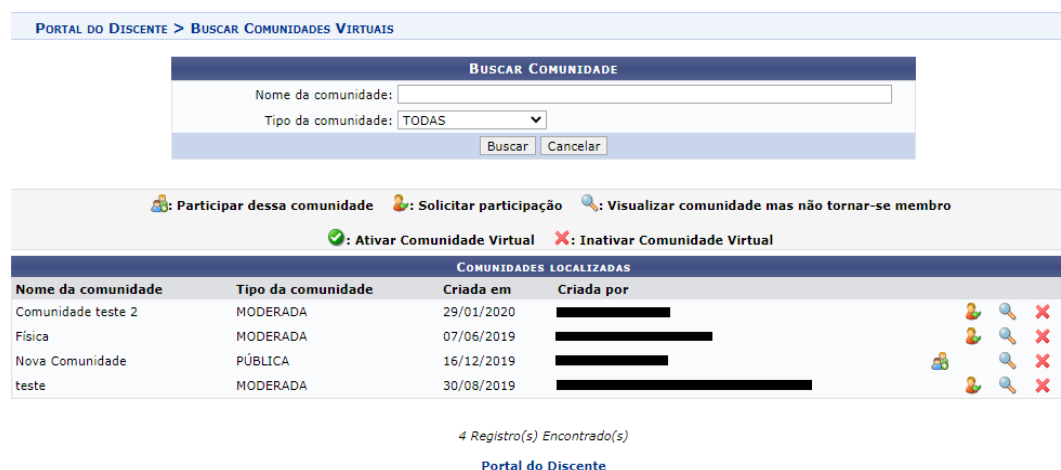 Portal do Discente > Buscar Comunidades Virtuais
Buscar Comunidade
Nome da comunidade:
Tipo da comunidade: TODAS
Buscar Cancelar
: Participar dessa comunidade : Solicitar participação : Visualizar comunidade mas não tornar-se membro
: Ativar Comunidade Virtual : Inativar Comunidade Virtual
Comunidades localizadas
Nome da comunidade Tipo da comunidade Criada em Criada por
Comunidade teste 2 MODERADA 29/01/2020
Física MODERADA 07/06/2019
Nova Comunidade PÚBLICA 16/12/2019
teste MODERADA 30/08/2019
4 Registro(s) Encontrado(s)
Portal do Discente